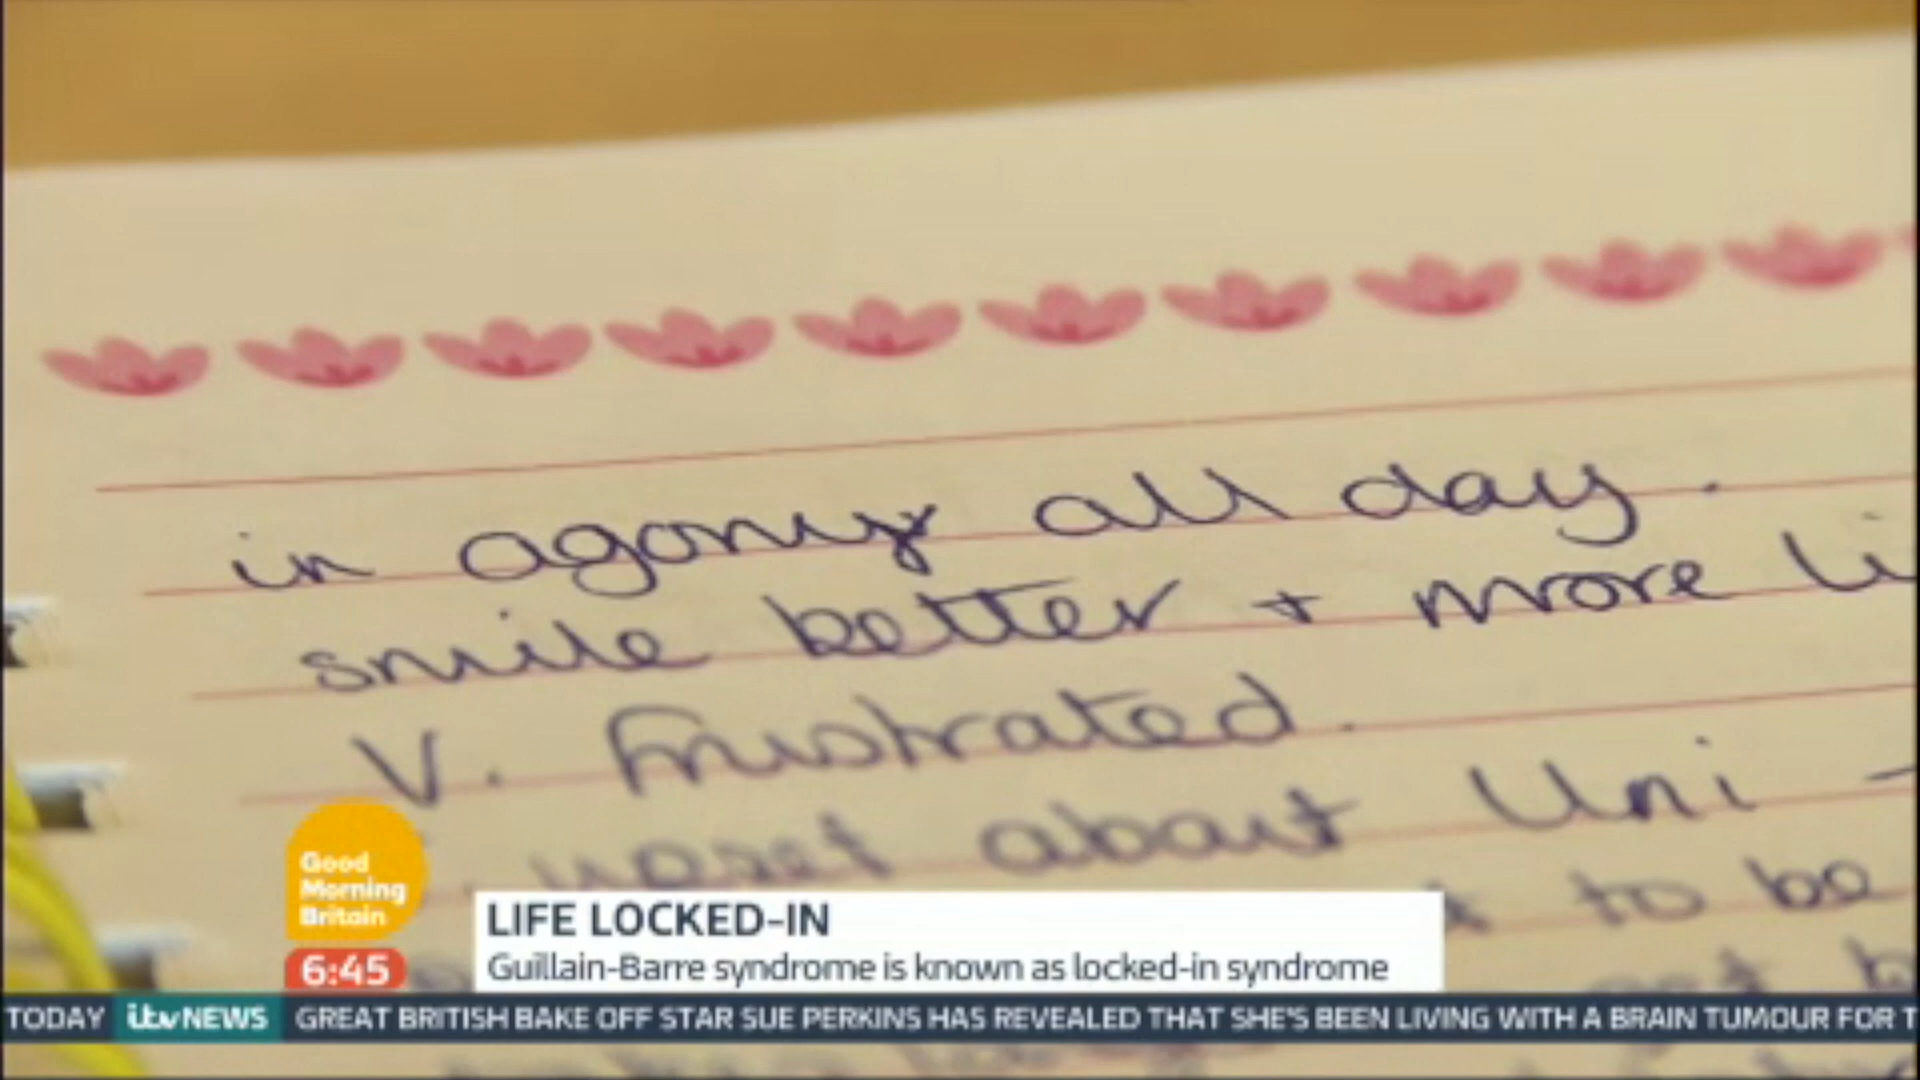 in agony all day.
smile better + more li
V. frustrated.
upset about Uni -
to be
Good
Morning
Britain
6:45
LIFE LOCKED-IN
Guillain-Barre syndrome is known as locked-in syndrome
TODAY itv NEWS GREAT BRITISH BAKE OFF STAR SUE PERKINS HAS REVEALED THAT SHE'S BEEN LIVING WITH A BRAIN TUMOUR FOR T